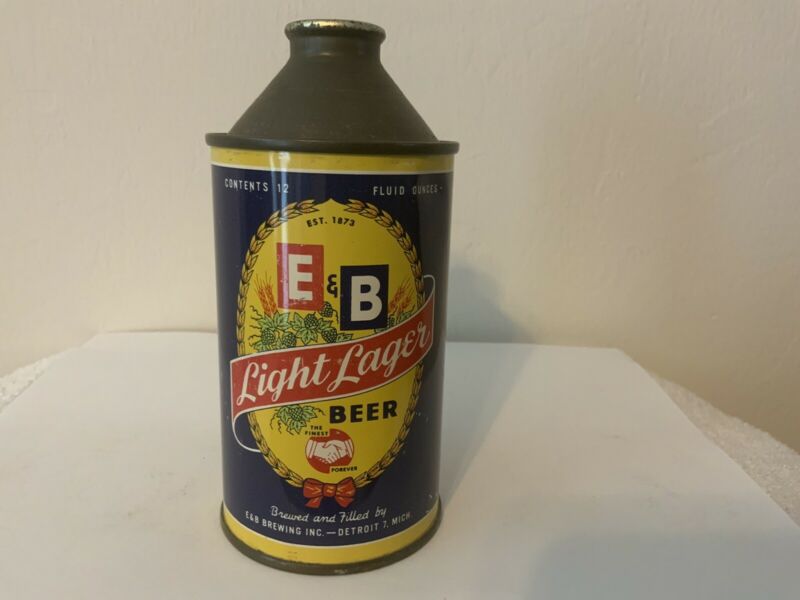 CONTENTS 12 FLUID OUNCES
EST. 1873
E & B
Light Lager
BEER
THE
FINEST
FOREVER
Brewed and Filled by
E&B BREWING INC. — DETROIT 7, MICH.